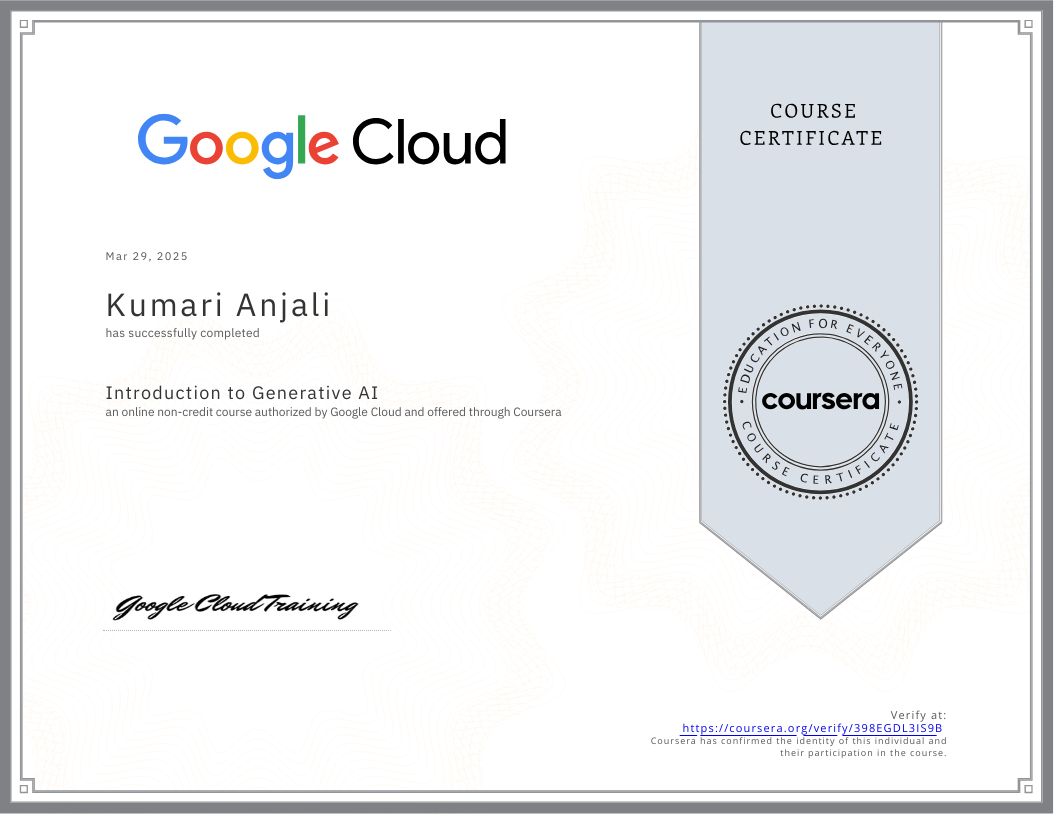 Google Cloud
COURSE
CERTIFICATE
Mar 29, 2025
Kumari Anjali
has successfully completed
Introduction to Generative AI
an online non-credit course authorized by Google Cloud and offered through Coursera
EDUCATION FOR EVERYONE
coursera
COURSE CERTIFICATE
Google Cloud Training
Verify at:
https://coursera.org/verify/398EGDL3IS9B
Coursera has confirmed the identity of this individual and
their participation in the course.